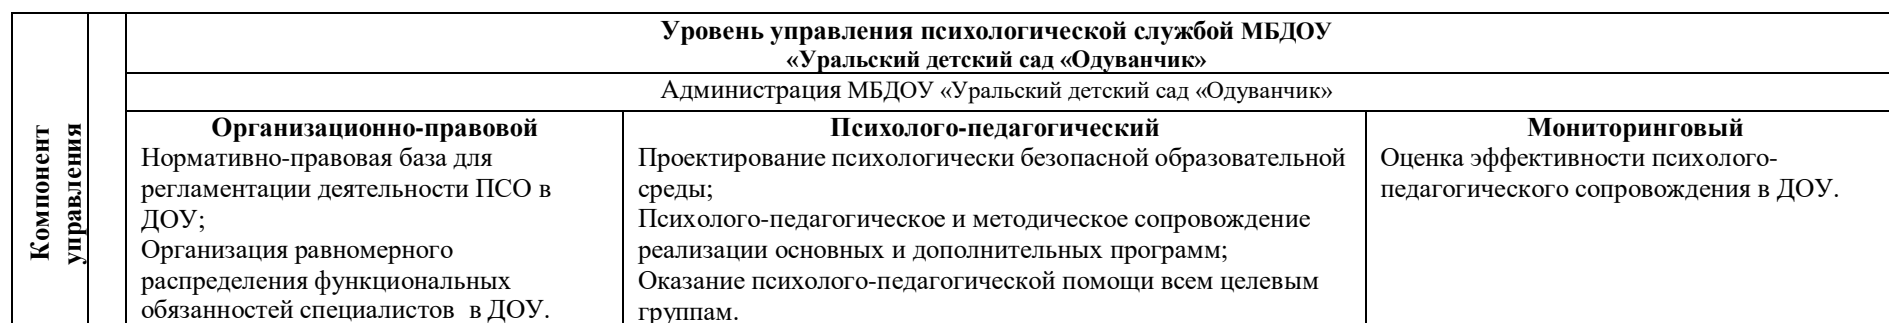 Компонент
управления
Уровень управления психологической службой МБДОУ
«Уральский детский сад «Одуванчик»
Администрация МБДОУ «Уральский детский сад «Одуванчик»
Организационно-правовой
Нормативно-правовая база для
регламентации деятельности ПСО в
ДОУ;
Организация равномерного
распределения функциональных
обязанностей специалистов в ДОУ.
Психолого-педагогический
Проектирование психологически безопасной образовательной
среды;
Психолого-педагогическое и методическое сопровождение
реализации основных и дополнительных программ;
Оказание психолого-педагогической помощи всем целевым
группам.
Мониторинговый
Оценка эффективности психолого-
педагогического сопровождения в ДОУ.